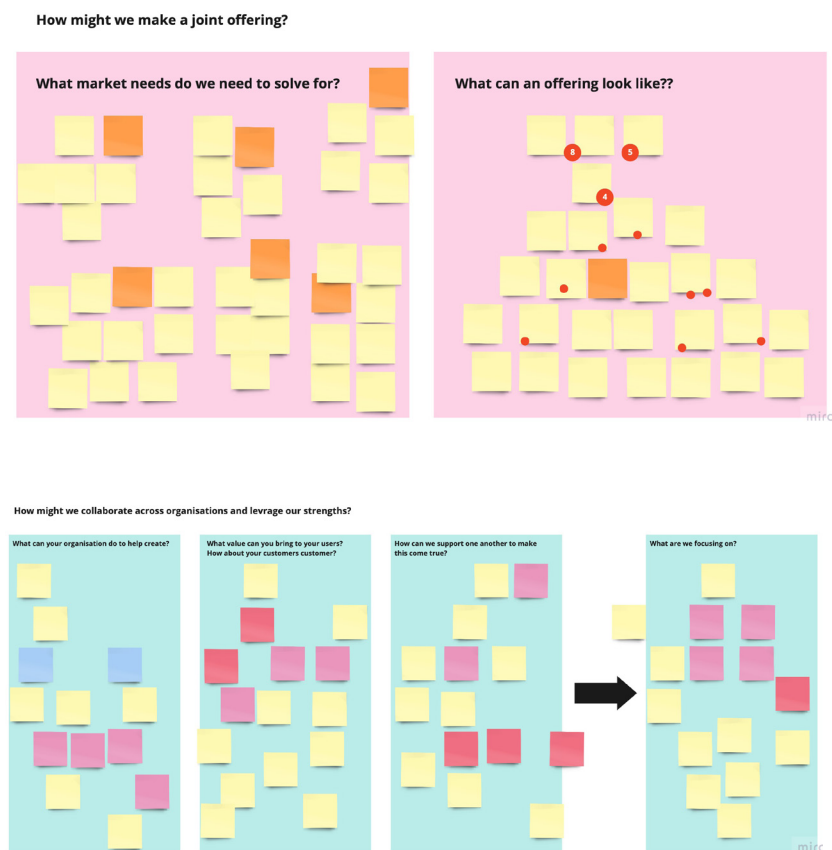 How might we make a joint offering?
What market needs do we need to solve for?
What can an offering look like??
8
5
4
miro
How might we collaborate across organisations and levrage our strengths?
What can your organisation do to help create?
What value can you bring to your users?
How about your customers customer?
How can we support one another to make
this come true?
What are we focusing on?
miro